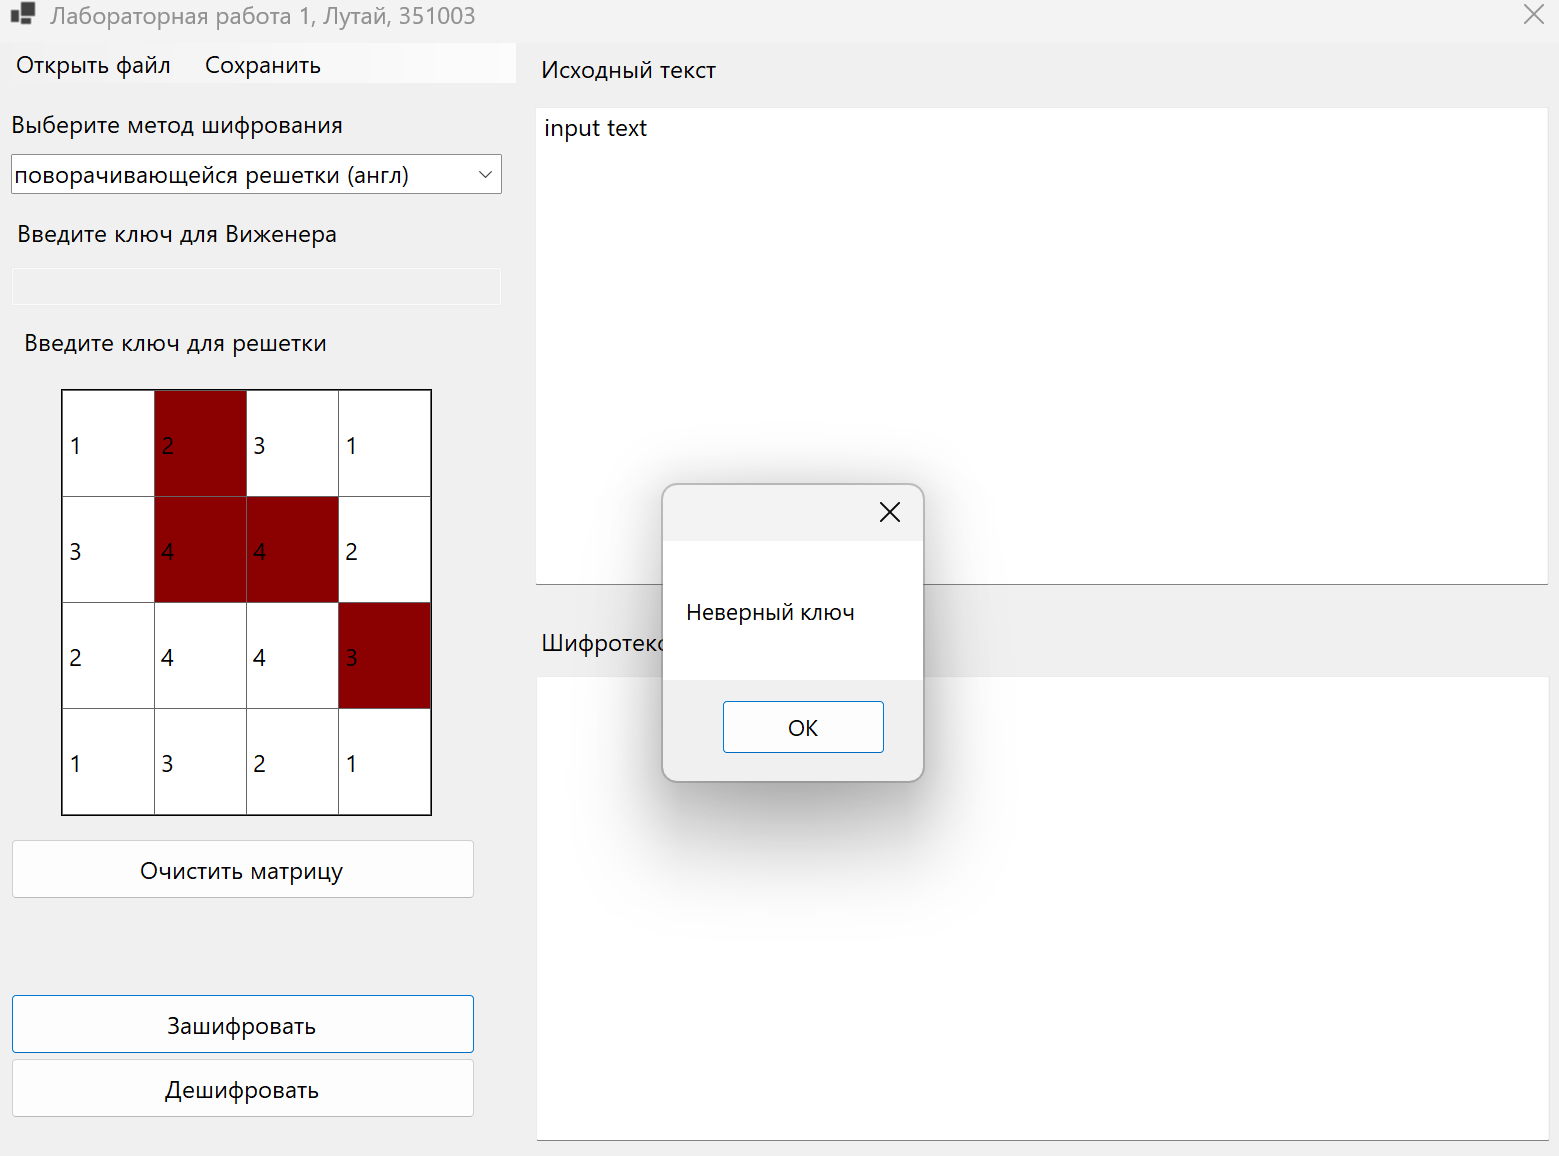 Лабораторная работа 1, Лутай, 351003
Открыть файл Сохранить
Выберите метод шифрования
поворачивающейся решетки (англ)
Введите ключ для Виженера
Введите ключ для решетки
1 2 3 1
3 4 4 2
2 4 4 3
1 3 2 1
Очистить матрицу
Зашифровать
Дешифровать
Исходный текст
input text
Неверный ключ
ОК
Шифротекс